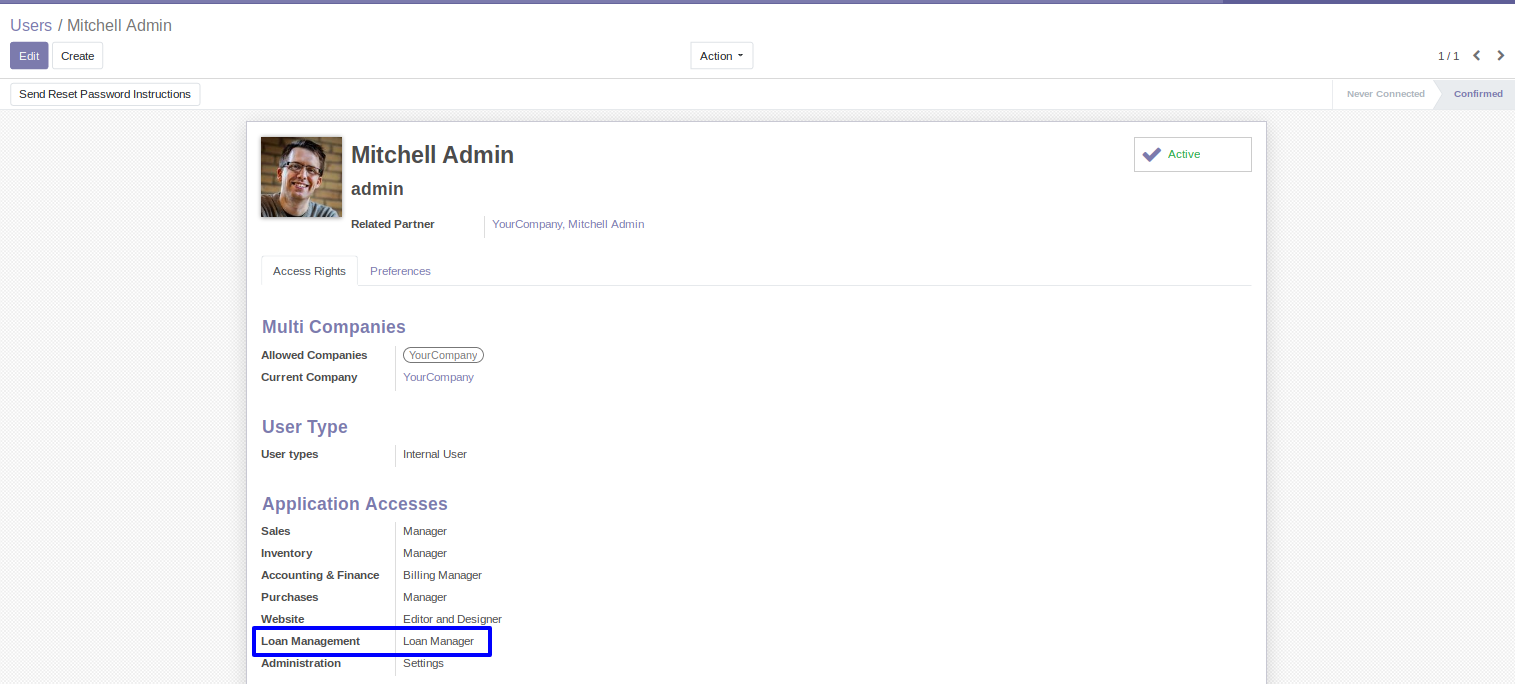 Users / Mitchell Admin
Edit Create Action 1 / 1
Send Reset Password Instructions Never Connected Confirmed
Mitchell Admin Active
admin
Related Partner YourCompany, Mitchell Admin
Access Rights Preferences
Multi Companies
Allowed Companies YourCompany
Current Company YourCompany
User Type
User types Internal User
Application Accesses
Sales Manager
Inventory Manager
Accounting & Finance Billing Manager
Purchases Manager
Website Editor and Designer
Loan Management Loan Manager
Administration Settings